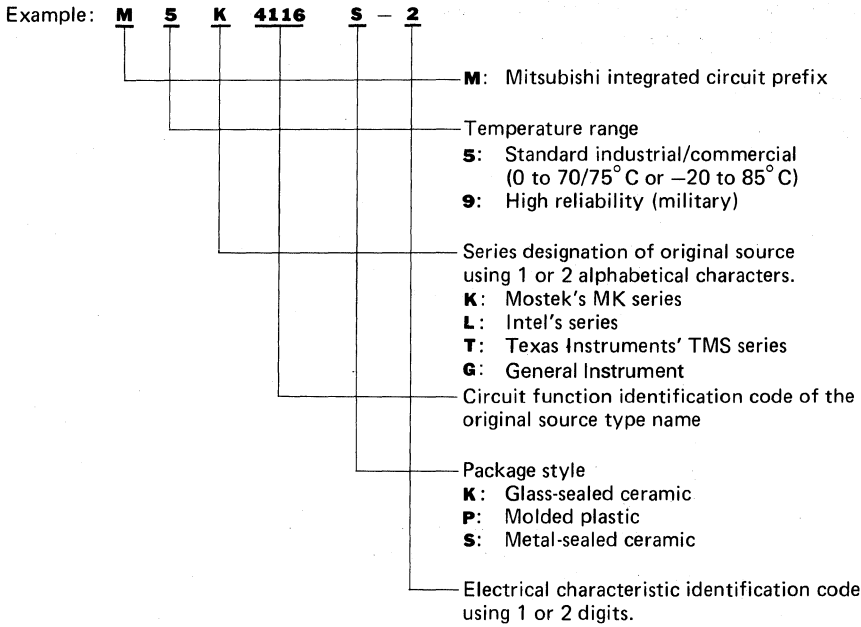 Example: M 5 K 4116 S – 2
M: Mitsubishi integrated circuit prefix
Temperature range
5: Standard industrial/commercial
(0 to 70/75°C or –20 to 85°C)
9: High reliability (military)
Series designation of original source
using 1 or 2 alphabetical characters.
K: Mostek's MK series
L: Intel's series
T: Texas Instruments' TMS series
G: General Instrument
Circuit function identification code of the
original source type name
Package style
K: Glass-sealed ceramic
P: Molded plastic
S: Metal-sealed ceramic
Electrical characteristic identification code
using 1 or 2 digits.